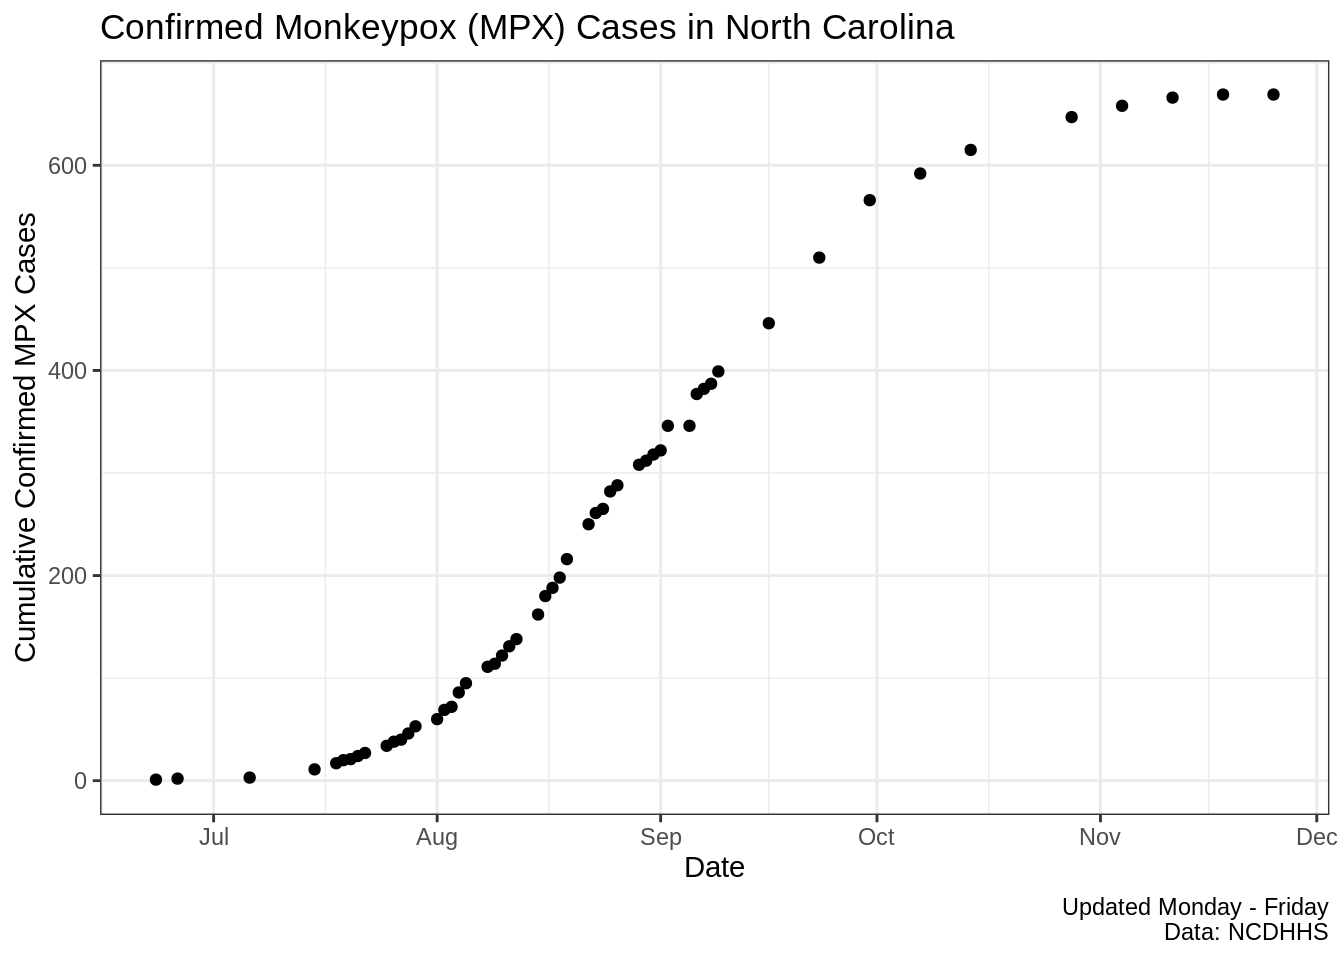 Confirmed Monkeypox (MPX) Cases in North Carolina
Cumulative Confirmed MPX Cases
600
400
200
0
Jul Aug Sep Oct Nov Dec
Date
Updated Monday - Friday
Data: NCDHHS